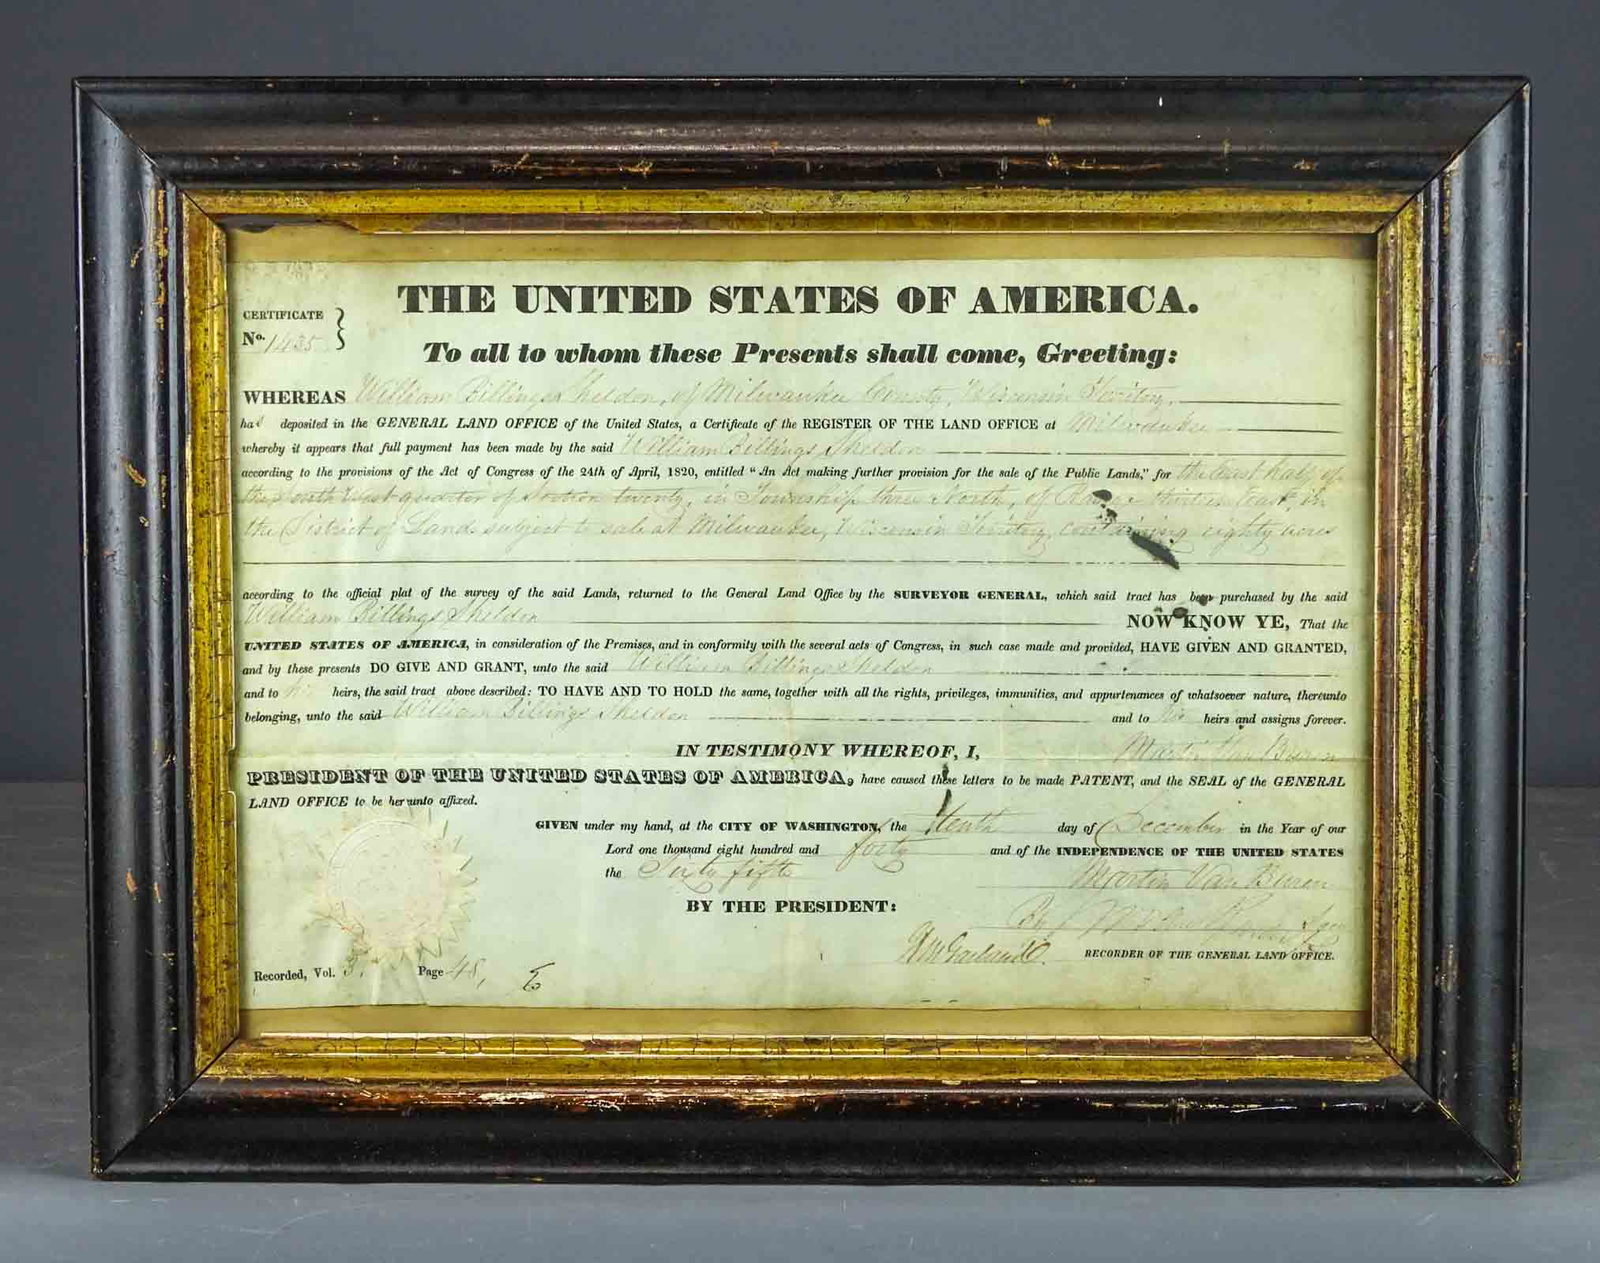 THE UNITED STATES OF AMERICA.
CERTIFICATE
No. 1435
To all to whom these Presents shall come, Greeting:
WHEREAS William Billings Sheldon, of Milwaukee County, Wisconsin Territory,
had deposited in the GENERAL LAND OFFICE of the United States, a Certificate of the REGISTER OF THE LAND OFFICE at Milwaukee
whereby it appears that full payment has been made by the said William Billings Sheldon
according to the provisions of the Act of Congress of the 24th of April, 1820, entitled "An Act making further provision for the sale of the Public Lands," for the half of
the South quarter of Section twenty, in Township three North, of Range thirteen East, in
the District of Lands subject to sale at Milwaukee, Wisconsin Territory, containing eighty acres
according to the official plat of the survey of the said Lands, returned to the General Land Office by the SURVEYOR GENERAL, which said tract has been purchased by the said
William Billings Sheldon NOW KNOW YE, That the
UNITED STATES OF AMERICA, in consideration of the Premises, and in conformity with the several acts of Congress, in such case made and provided, HAVE GIVEN AND GRANTED,
and by these presents DO GIVE AND GRANT, unto the said William Billings Sheldon
and to his heirs, the said tract above described: TO HAVE AND TO HOLD the same, together with all the rights, privileges, immunities, and appurtenances of whatsoever nature, thereunto
belonging, unto the said William Billings Sheldon and to his heirs and assigns forever.
IN TESTIMONY WHEREOF, I, Martin Van Buren
PRESIDENT OF THE UNITED STATES OF AMERICA, have caused these letters to be made PATENT, and the SEAL of the GENERAL
LAND OFFICE to be hereunto affixed.
GIVEN under my hand, at the CITY OF WASHINGTON, the tenth day of December in the Year of our
Lord one thousand eight hundred and forty and of the INDEPENDENCE OF THE UNITED STATES
the Sixty fifth
Martin Van Buren
BY THE PRESIDENT:
By
RECORDER OF THE GENERAL LAND OFFICE.
Recorded, Vol. 3. Page 48,